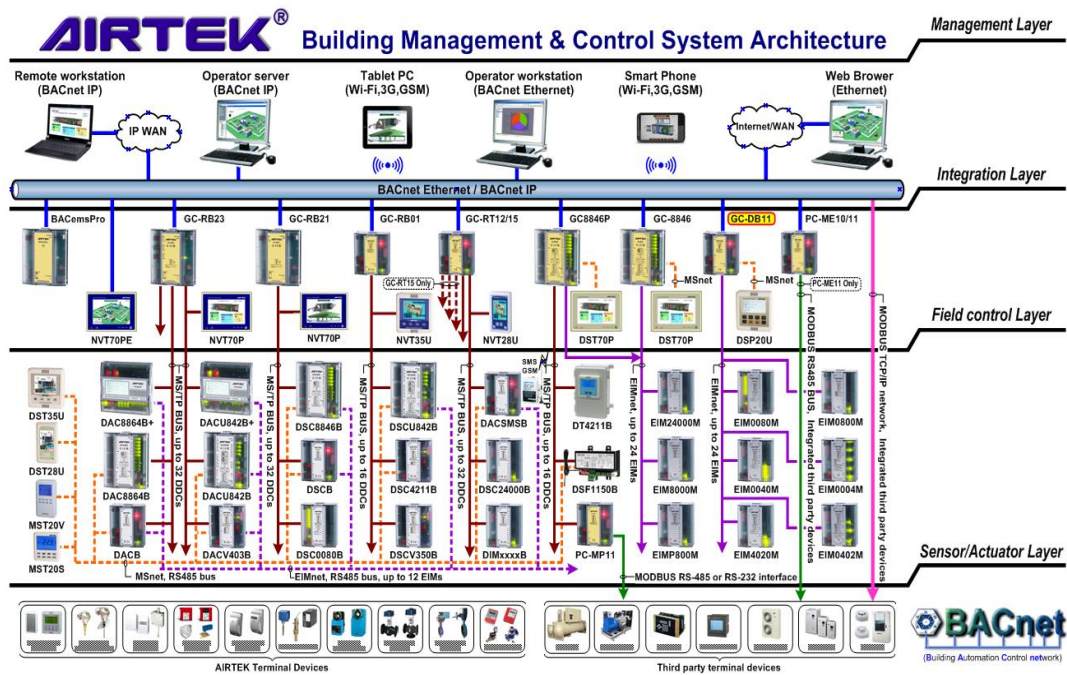 AIRTEK®
Building Management & Control System Architecture
Management Layer
Remote workstation
(BACnet IP)
Operator server
(BACnet IP)
Tablet PC
(Wi-Fi,3G,GSM)
Operator workstation
(BACnet Ethernet)
Smart Phone
(Wi-Fi,3G,GSM)
Web Brower
(Ethernet)
IP WAN
Internet/WAN
Integration Layer
BACnet Ethernet / BACnet IP
BACemsPro
GC-RB23
GC-RB21
GC-RB01
GC-RT12/15
GC8846P
GC-8846
GC-DB11
PC-ME10/11
GC-RT15 Only
MSnet
MSnet
PC-ME11 Only
Field control Layer
NVT70PE
NVT70P
NVT70P
NVT35U
NVT28U
DST70P
DST70P
DSP20U
MS/TP BUS, up to 32 DDCs
MS/TP BUS, up to 32 DDCs
MS/TP BUS, up to 16 DDCs
MS/TP BUS, up to 32 DDCs
MS/TP BUS, up to 16 DDCs
EIMnet, up to 24 EIMs
EIMnet, up to 24 EIMs
MODBUS RS485 BUS, Integrated third party devices
MODBUS TCP/IP network, Integrated third party devices
SMS
GSM
DST35U
DAC8864B+
DACU842B+
DSC8846B
DSCU842B
DACSMSB
DT4211B
EIM24000M
EIM0080M
EIM0800M
DST28U
DAC8864B
DACU842B
DSCB
DSC4211B
DSC24000B
DSF1150B
EIM8000M
EIM0040M
EIM0004M
MST20V
MST20S
DACB
DACV403B
DSC0080B
DSCV350B
DIMxxxxB
PC-MP11
EIMP800M
EIM4020M
EIM0402M
Sensor/Actuator Layer
MSnet, RS485 bus
EIMnet, RS485 bus, up to 12 EIMs
MODBUS RS-485 or RS-232 interface
AIRTEK Terminal Devices
Third party terminal devices
BACnet
(Building Automation Control network)